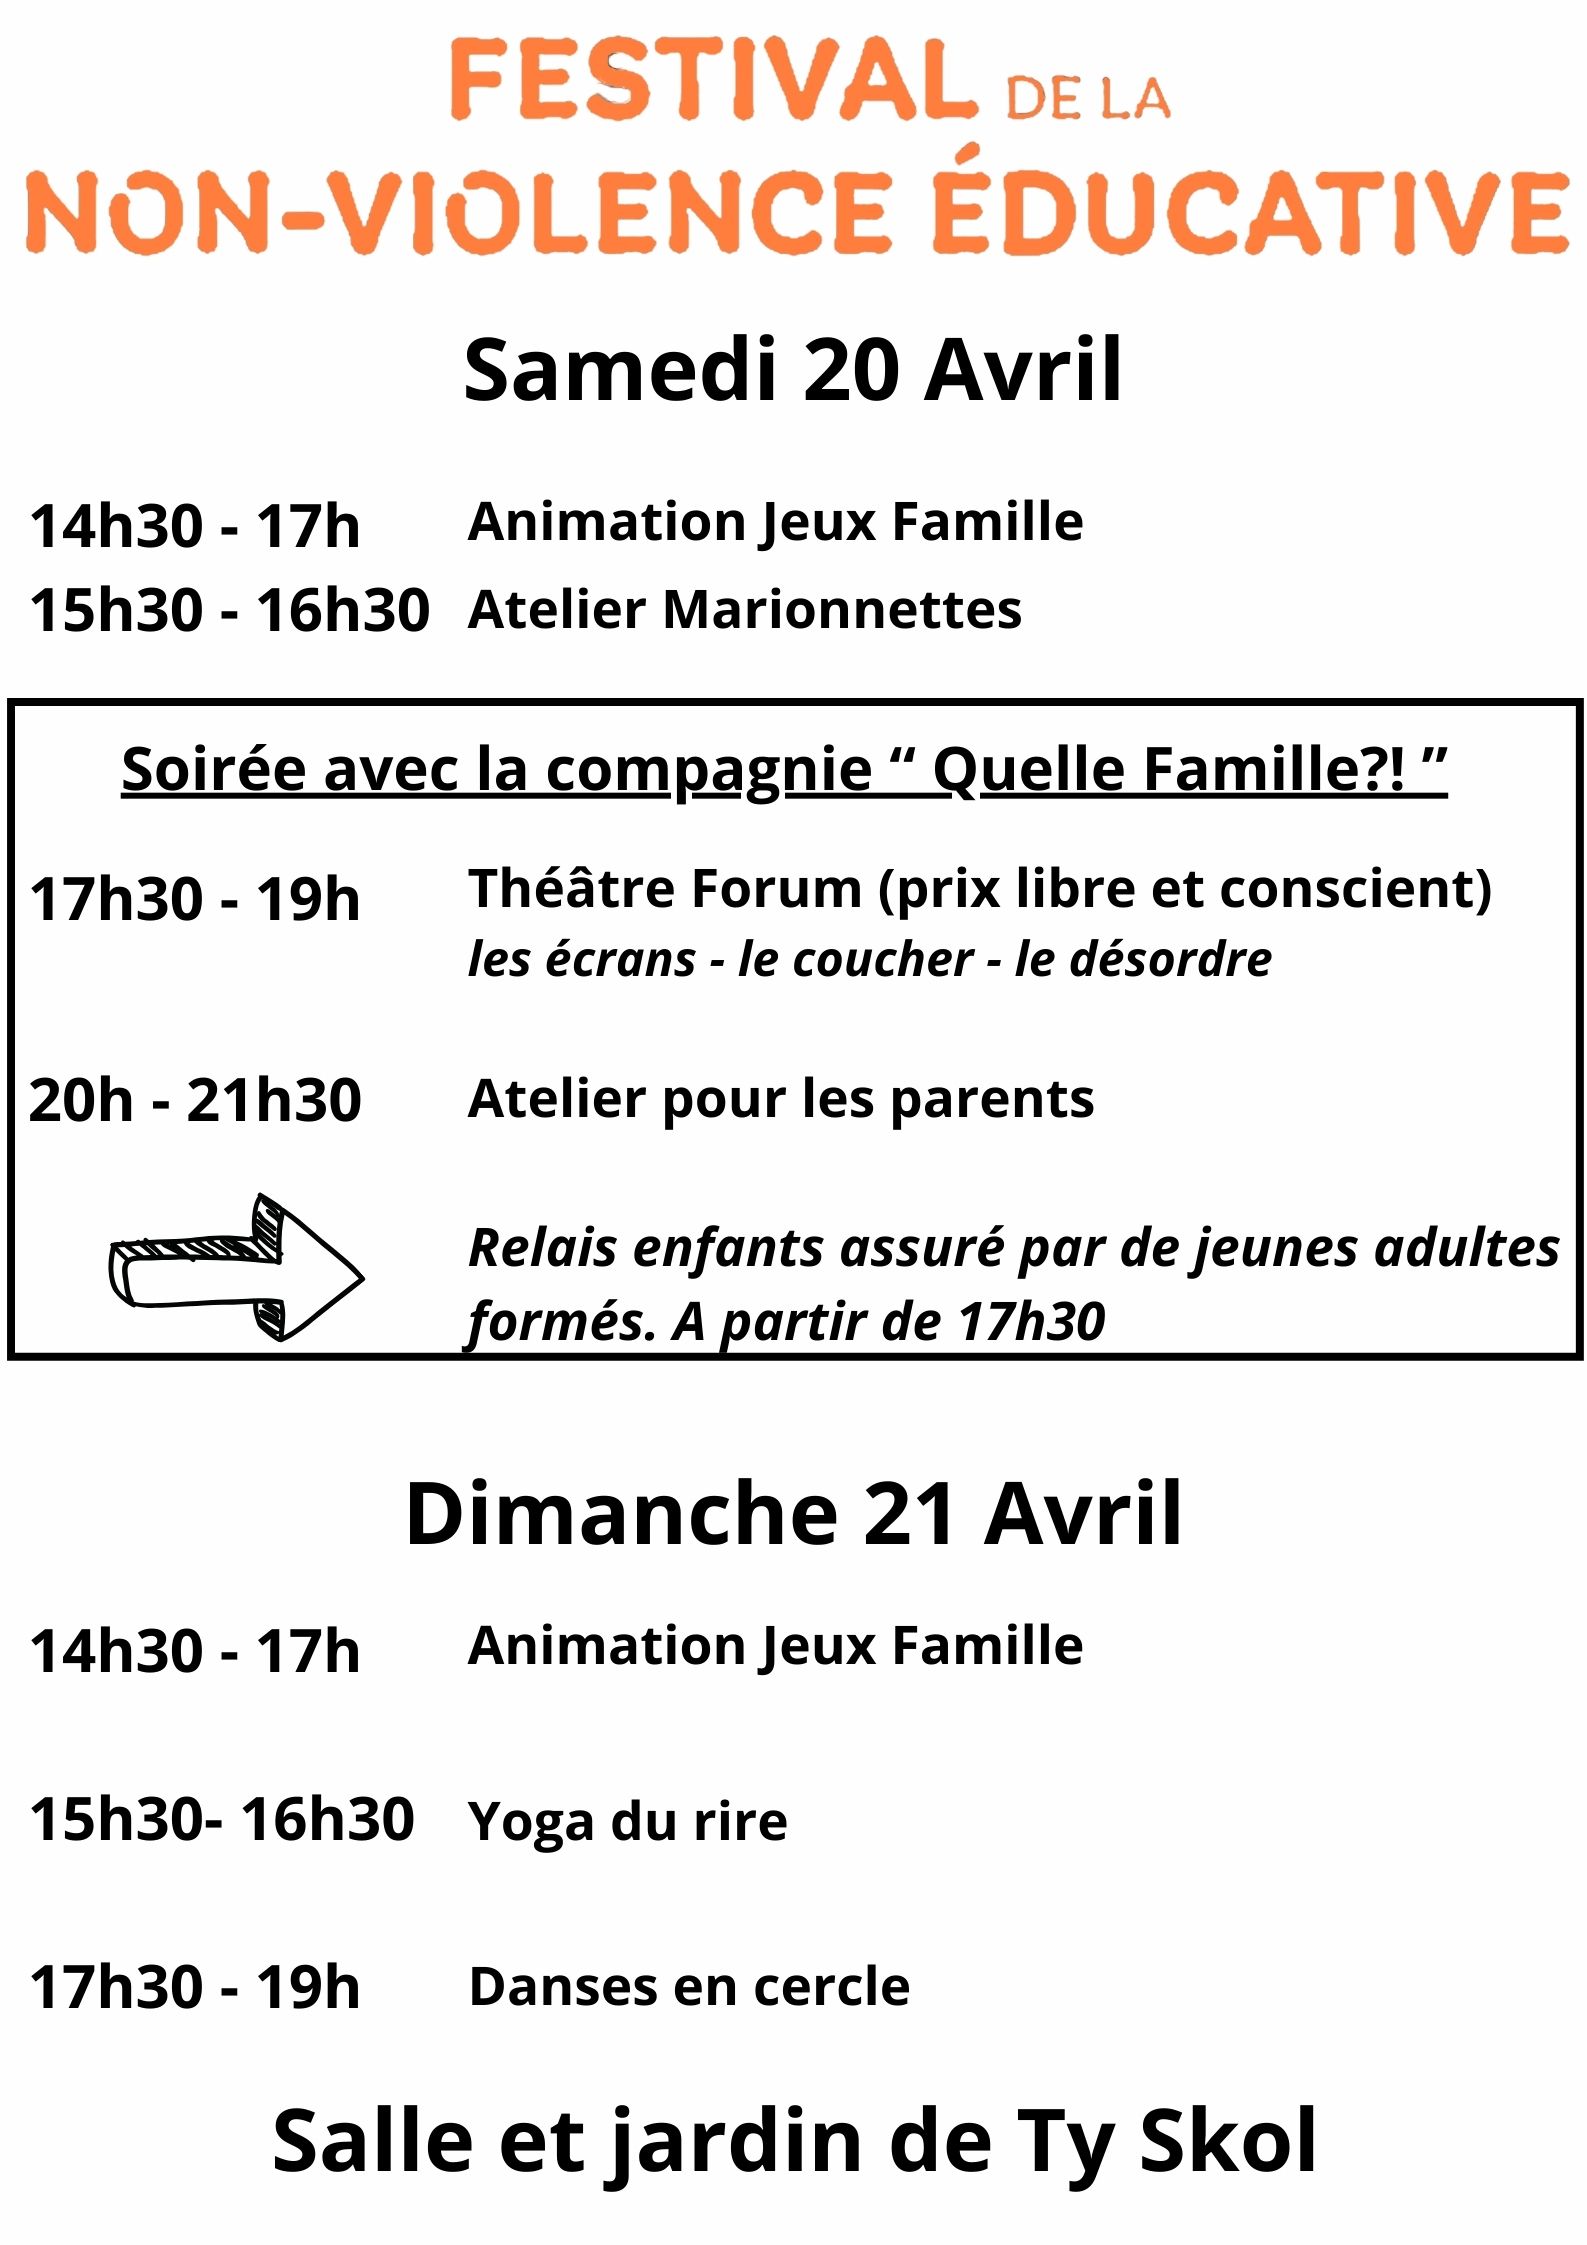 FESTIVAL DE LA
NON-VIOLENCE ÉDUCATIVE
Samedi 20 Avril
14h30 - 17h Animation Jeux Famille
15h30 - 16h30 Atelier Marionnettes
Soirée avec la compagnie “ Quelle Famille?! ”
17h30 - 19h Théâtre Forum (prix libre et conscient)
les écrans - le coucher - le désordre
20h - 21h30 Atelier pour les parents
Relais enfants assuré par de jeunes adultes
formés. A partir de 17h30
Dimanche 21 Avril
14h30 - 17h Animation Jeux Famille
15h30- 16h30 Yoga du rire
17h30 - 19h Danses en cercle
Salle et jardin de Ty Skol